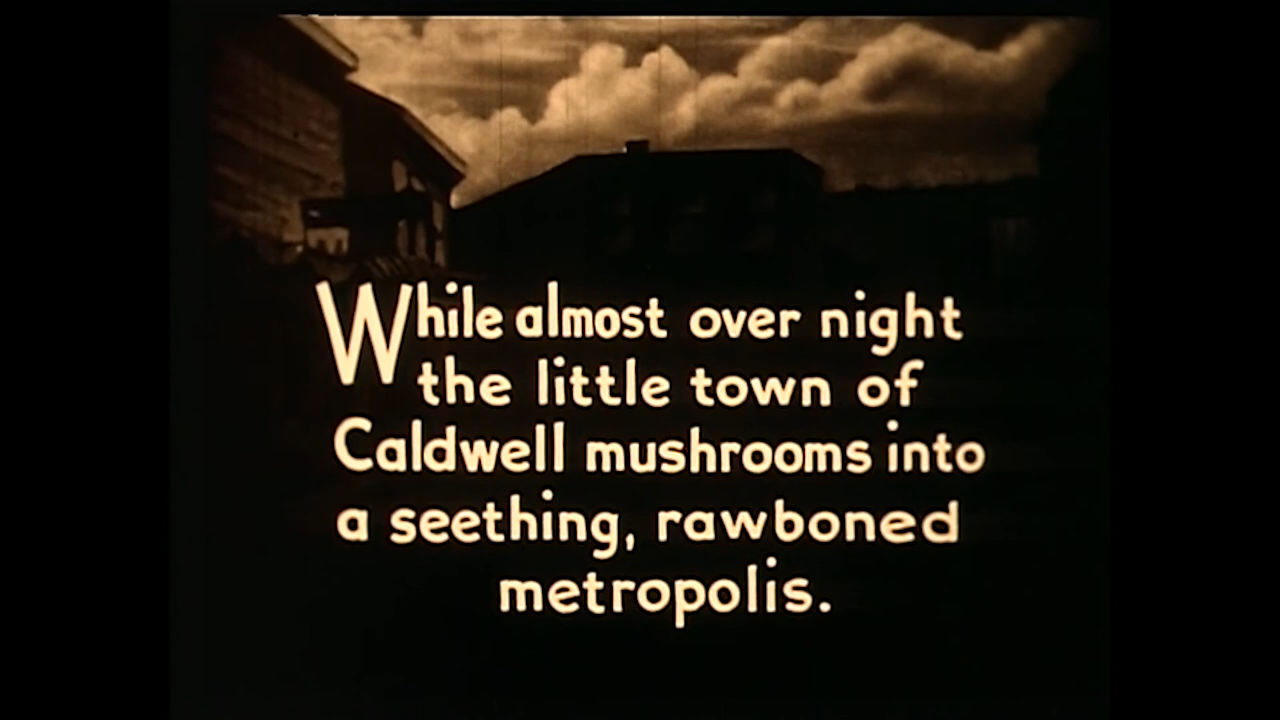 While almost over night
the little town of
Caldwell mushrooms into
a seething, rawboned
metropolis.